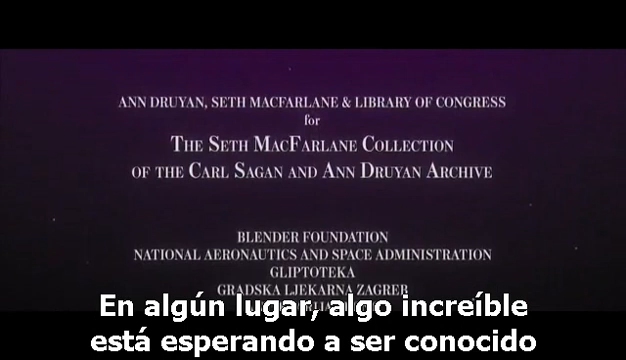 ANN DRUYAN, SETH MACFARLANE & LIBRARY OF CONGRESS
for
THE SETH MACFARLANE COLLECTION
OF THE CARL SAGAN AND ANN DRUYAN ARCHIVE
BLENDER FOUNDATION
NATIONAL AERONAUTICS AND SPACE ADMINISTRATION
GLIPTOTEKA
GRADSKA LJEKARNA ZAGREB
En algún lugar, algo increíble
está esperando a ser conocido